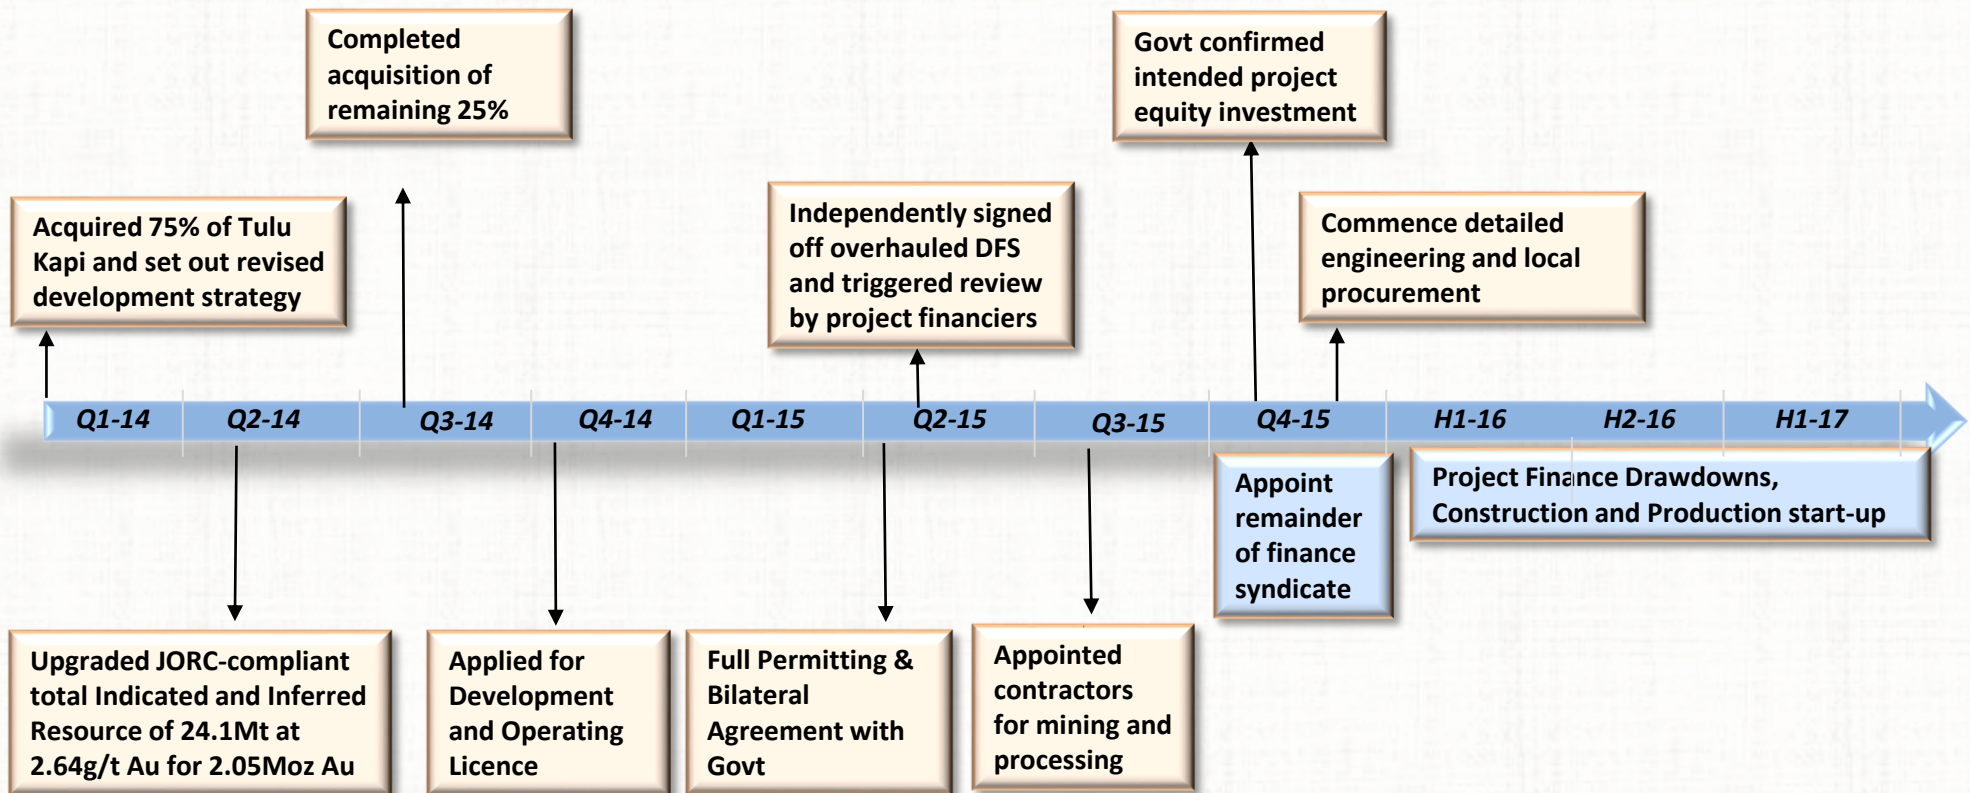 Completed
acquisition of
remaining 25%
Govt confirmed
intended project
equity investment
Acquired 75% of Tulu
Kapi and set out revised
development strategy
Independently signed
off overhauled DFS
and triggered review
by project financiers
Commence detailed
engineering and local
procurement
Q1-14 Q2-14 Q3-14 Q4-14 Q1-15 Q2-15 Q3-15 Q4-15 H1-16 H2-16 H1-17
Appoint
remainder
of finance
syndicate
Project Finance Drawdowns,
Construction and Production start-up
Upgraded JORC-compliant
total Indicated and Inferred
Resource of 24.1Mt at
2.64g/t Au for 2.05Moz Au
Applied for
Development
and Operating
Licence
Full Permitting &
Bilateral
Agreement with
Govt
Appointed
contractors
for mining and
processing